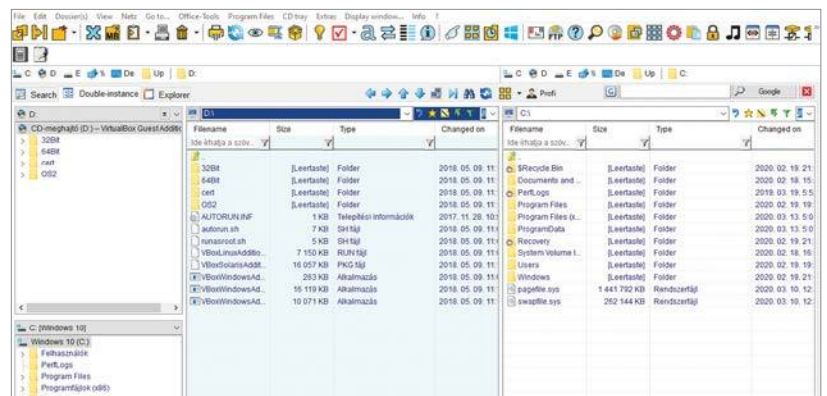 File Edit Dossier(s) View Netz Go to... Office-Tools Program Files CD tray Extras Display window... Info ?
C D E % De Up D:
C D E % De Up C:
Search Double-instance Explorer
Profi
Google
D:
D:\
C:\
CD-meghajtó (D:) – VirtualBox Guest Additic
32Bit
64Bit
cert
OS2
Filename Size Type Changed on
Ide írhatja a szöv...
..
32Bit [Leertaste] Folder 2018. 05. 09. 11:
64Bit [Leertaste] Folder 2018. 05. 09. 11:
cert [Leertaste] Folder 2018. 05. 09. 11:
OS2 [Leertaste] Folder 2018. 05. 09. 11:
AUTORUN.INF 1 KB Telepítési információk 2017. 11. 28. 10:
autorun.sh 7 KB SH fájl 2018. 05. 09. 11:
runasroot.sh 5 KB SH fájl 2018. 05. 09. 11:
VBoxLinuxAdditio... 7 150 KB RUN fájl 2018. 05. 09. 11:
VBoxSolarisAddit... 16 057 KB PKG fájl 2018. 05. 09. 11:
VBoxWindowsAd... 263 KB Alkalmazás 2018. 05. 09. 11:
VBoxWindowsAd... 16 119 KB Alkalmazás 2018. 05. 09. 11:
VBoxWindowsAd... 10 071 KB Alkalmazás 2018. 05. 09. 11:
Filename Size Type Changed on
Ide írhatja a szöv...
..
$Recycle.Bin [Leertaste] Folder 2020. 02. 19. 21:
Documents and ... [Leertaste] Folder 2020. 02. 18. 15:
PerfLogs [Leertaste] Folder 2019. 03. 19. 5:5
Program Files [Leertaste] Folder 2020. 02. 19. 19:
Program Files (x... [Leertaste] Folder 2020. 03. 13. 5:0
ProgramData [Leertaste] Folder 2020. 03. 13. 5:0
Recovery [Leertaste] Folder 2020. 02. 19. 21:
System Volume I... [Leertaste] Folder 2020. 02. 18. 16:
Users [Leertaste] Folder 2020. 02. 19. 19:
Windows [Leertaste] Folder 2020. 02. 19. 21:
pagefile.sys 1 441 792 KB Rendszerfájl 2020. 03. 10. 12:
swapfile.sys 262 144 KB Rendszerfájl 2020. 03. 10. 12:
C: [Windows 10]
Windows 10 (C:)
Felhasználók
PerfLogs
Program Files
Programfájlok (x86)